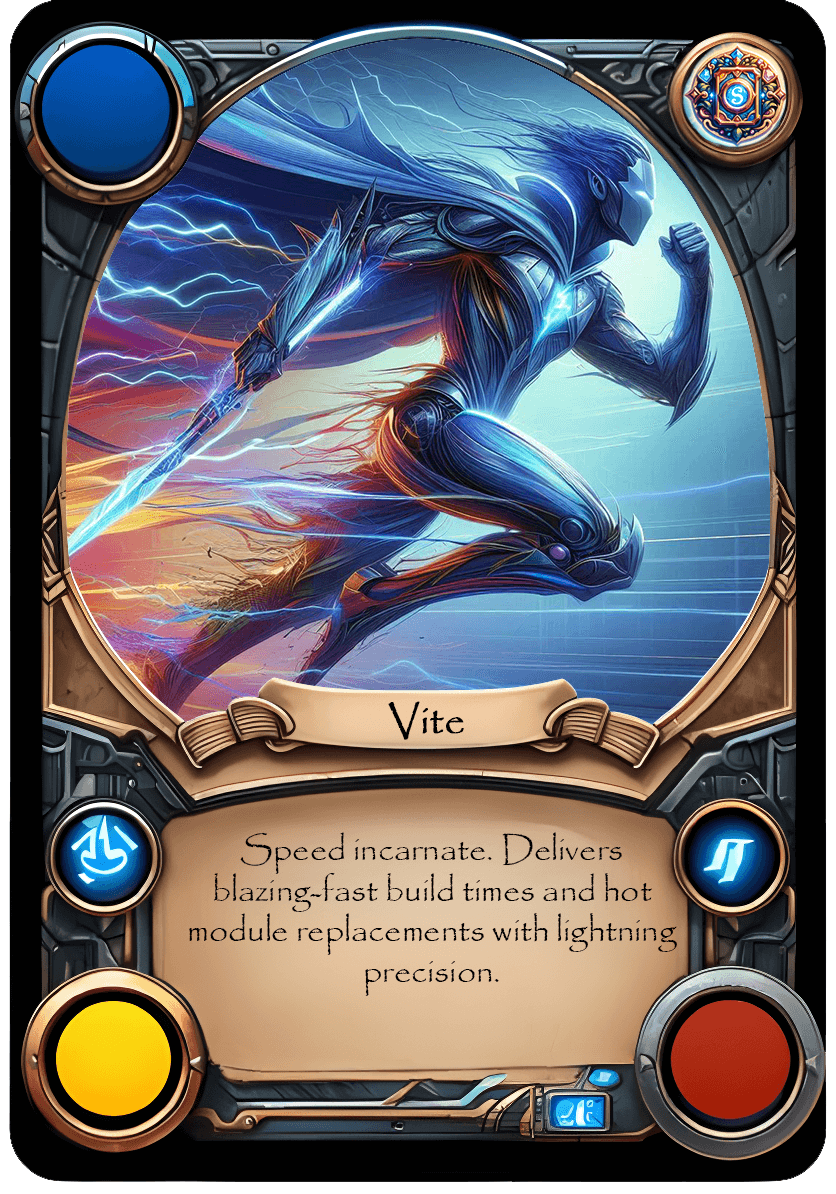 Vite
Speed incarnate. Delivers
blazing-fast build times and hot
module replacements with lightning
precision.